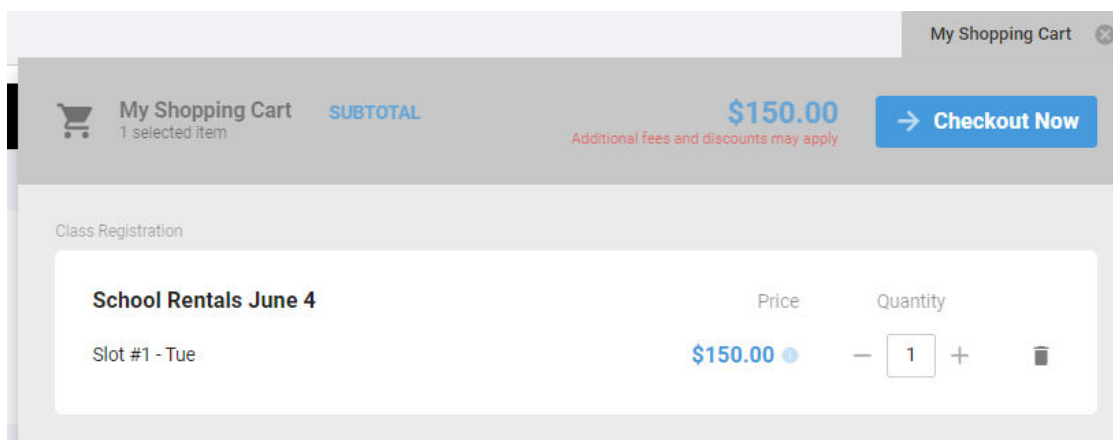 My Shopping Cart
My Shopping Cart SUBTOTAL $150.00 Checkout Now
1 selected item Additional fees and discounts may apply
Class Registration
School Rentals June 4 Price Quantity
Slot #1 - Tue $150.00 1